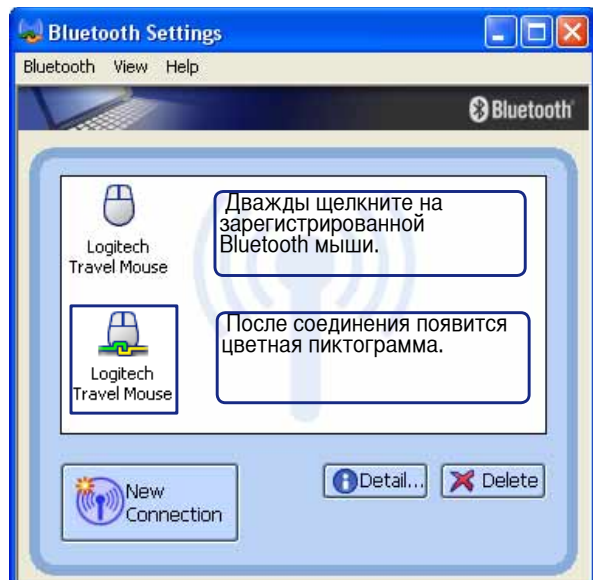 Bluetooth Settings
Bluetooth View Help
Bluetooth
Logitech
Travel Mouse
Дважды щелкните на
зарегистрированной
Bluetooth мыши.
Logitech
Travel Mouse
После соединения появится
цветная пиктограмма.
New
Connection
Detail...
Delete